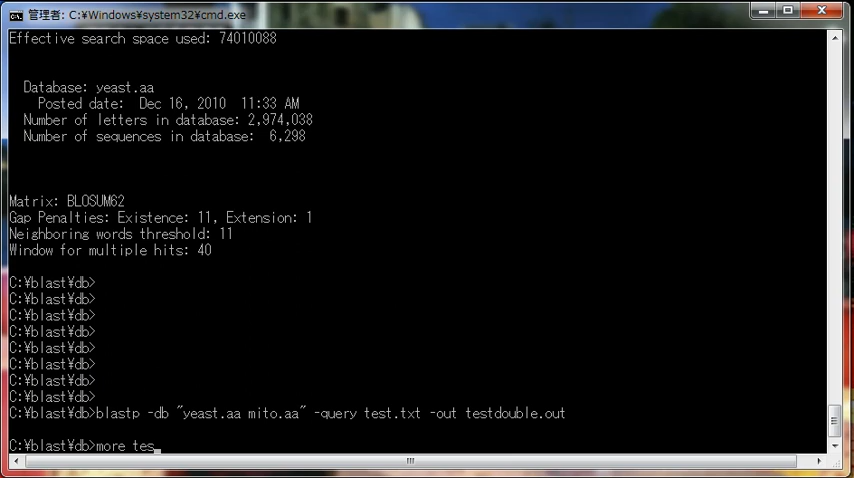 管理者: C:¥Windows¥system32¥cmd.exe
Effective search space used: 74010088
Database: yeast.aa
Posted date:  Dec 16, 2010  11:33 AM
Number of letters in database: 2,974,038
Number of sequences in database:  6,298
Matrix: BLOSUM62
Gap Penalties: Existence: 11, Extension: 1
Neighboring words threshold: 11
Window for multiple hits: 40
C:¥blast¥db>
C:¥blast¥db>
C:¥blast¥db>
C:¥blast¥db>
C:¥blast¥db>
C:¥blast¥db>
C:¥blast¥db>
C:¥blast¥db>
C:¥blast¥db>blastp -db "yeast.aa mito.aa" -query test.txt -out testdouble.out
C:¥blast¥db>more tes